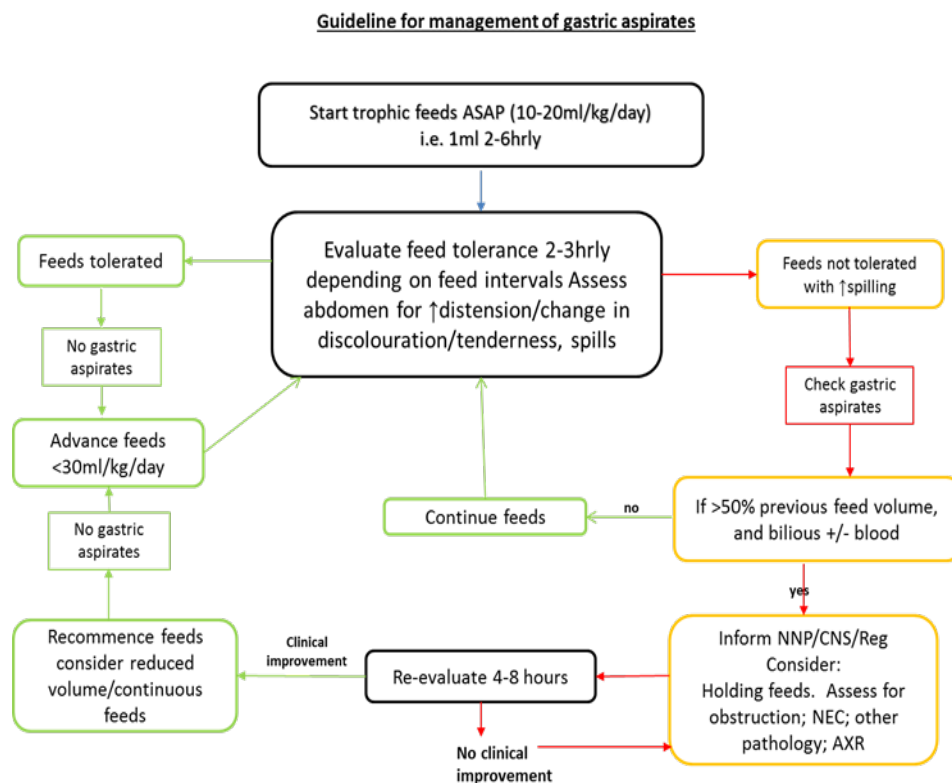 Guideline for management of gastric aspirates
Start trophic feeds ASAP (10-20ml/kg/day)
i.e. 1ml 2-6hrly
Evaluate feed tolerance 2-3hrly
depending on feed intervals Assess
abdomen for ↑distension/change in
discolouration/tenderness, spills
Feeds tolerated
No gastric
aspirates
Advance feeds
<30ml/kg/day
No gastric
aspirates
Recommence feeds
consider reduced
volume/continuous
feeds
Feeds not tolerated
with ↑spilling
Check gastric
aspirates
If >50% previous feed volume,
and bilious +/- blood
no
Continue feeds
yes
Inform NNP/CNS/Reg
Consider:
Holding feeds. Assess for
obstruction; NEC; other
pathology; AXR
Re-evaluate 4-8 hours
Clinical
improvement
No clinical
improvement